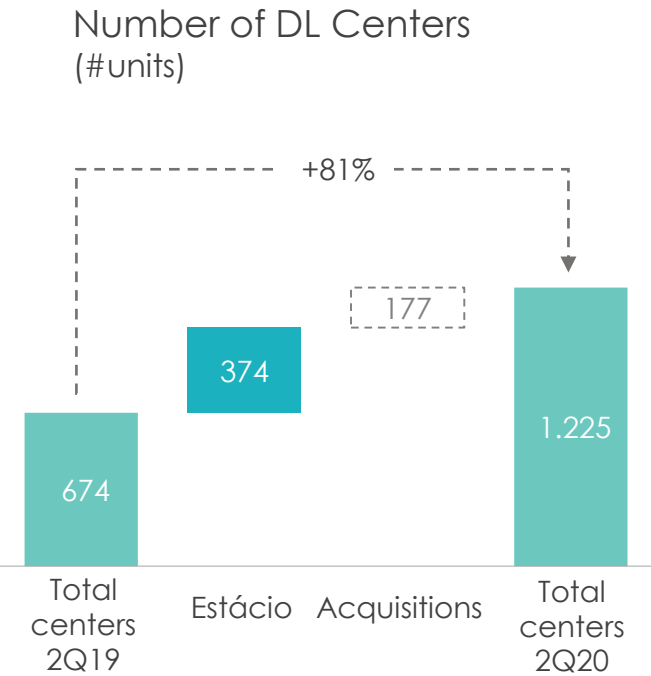 Number of DL Centers
(#units)
+81%
177
374
1.225
674
Total
centers
2Q19
Estácio
Acquisitions
Total
centers
2Q20